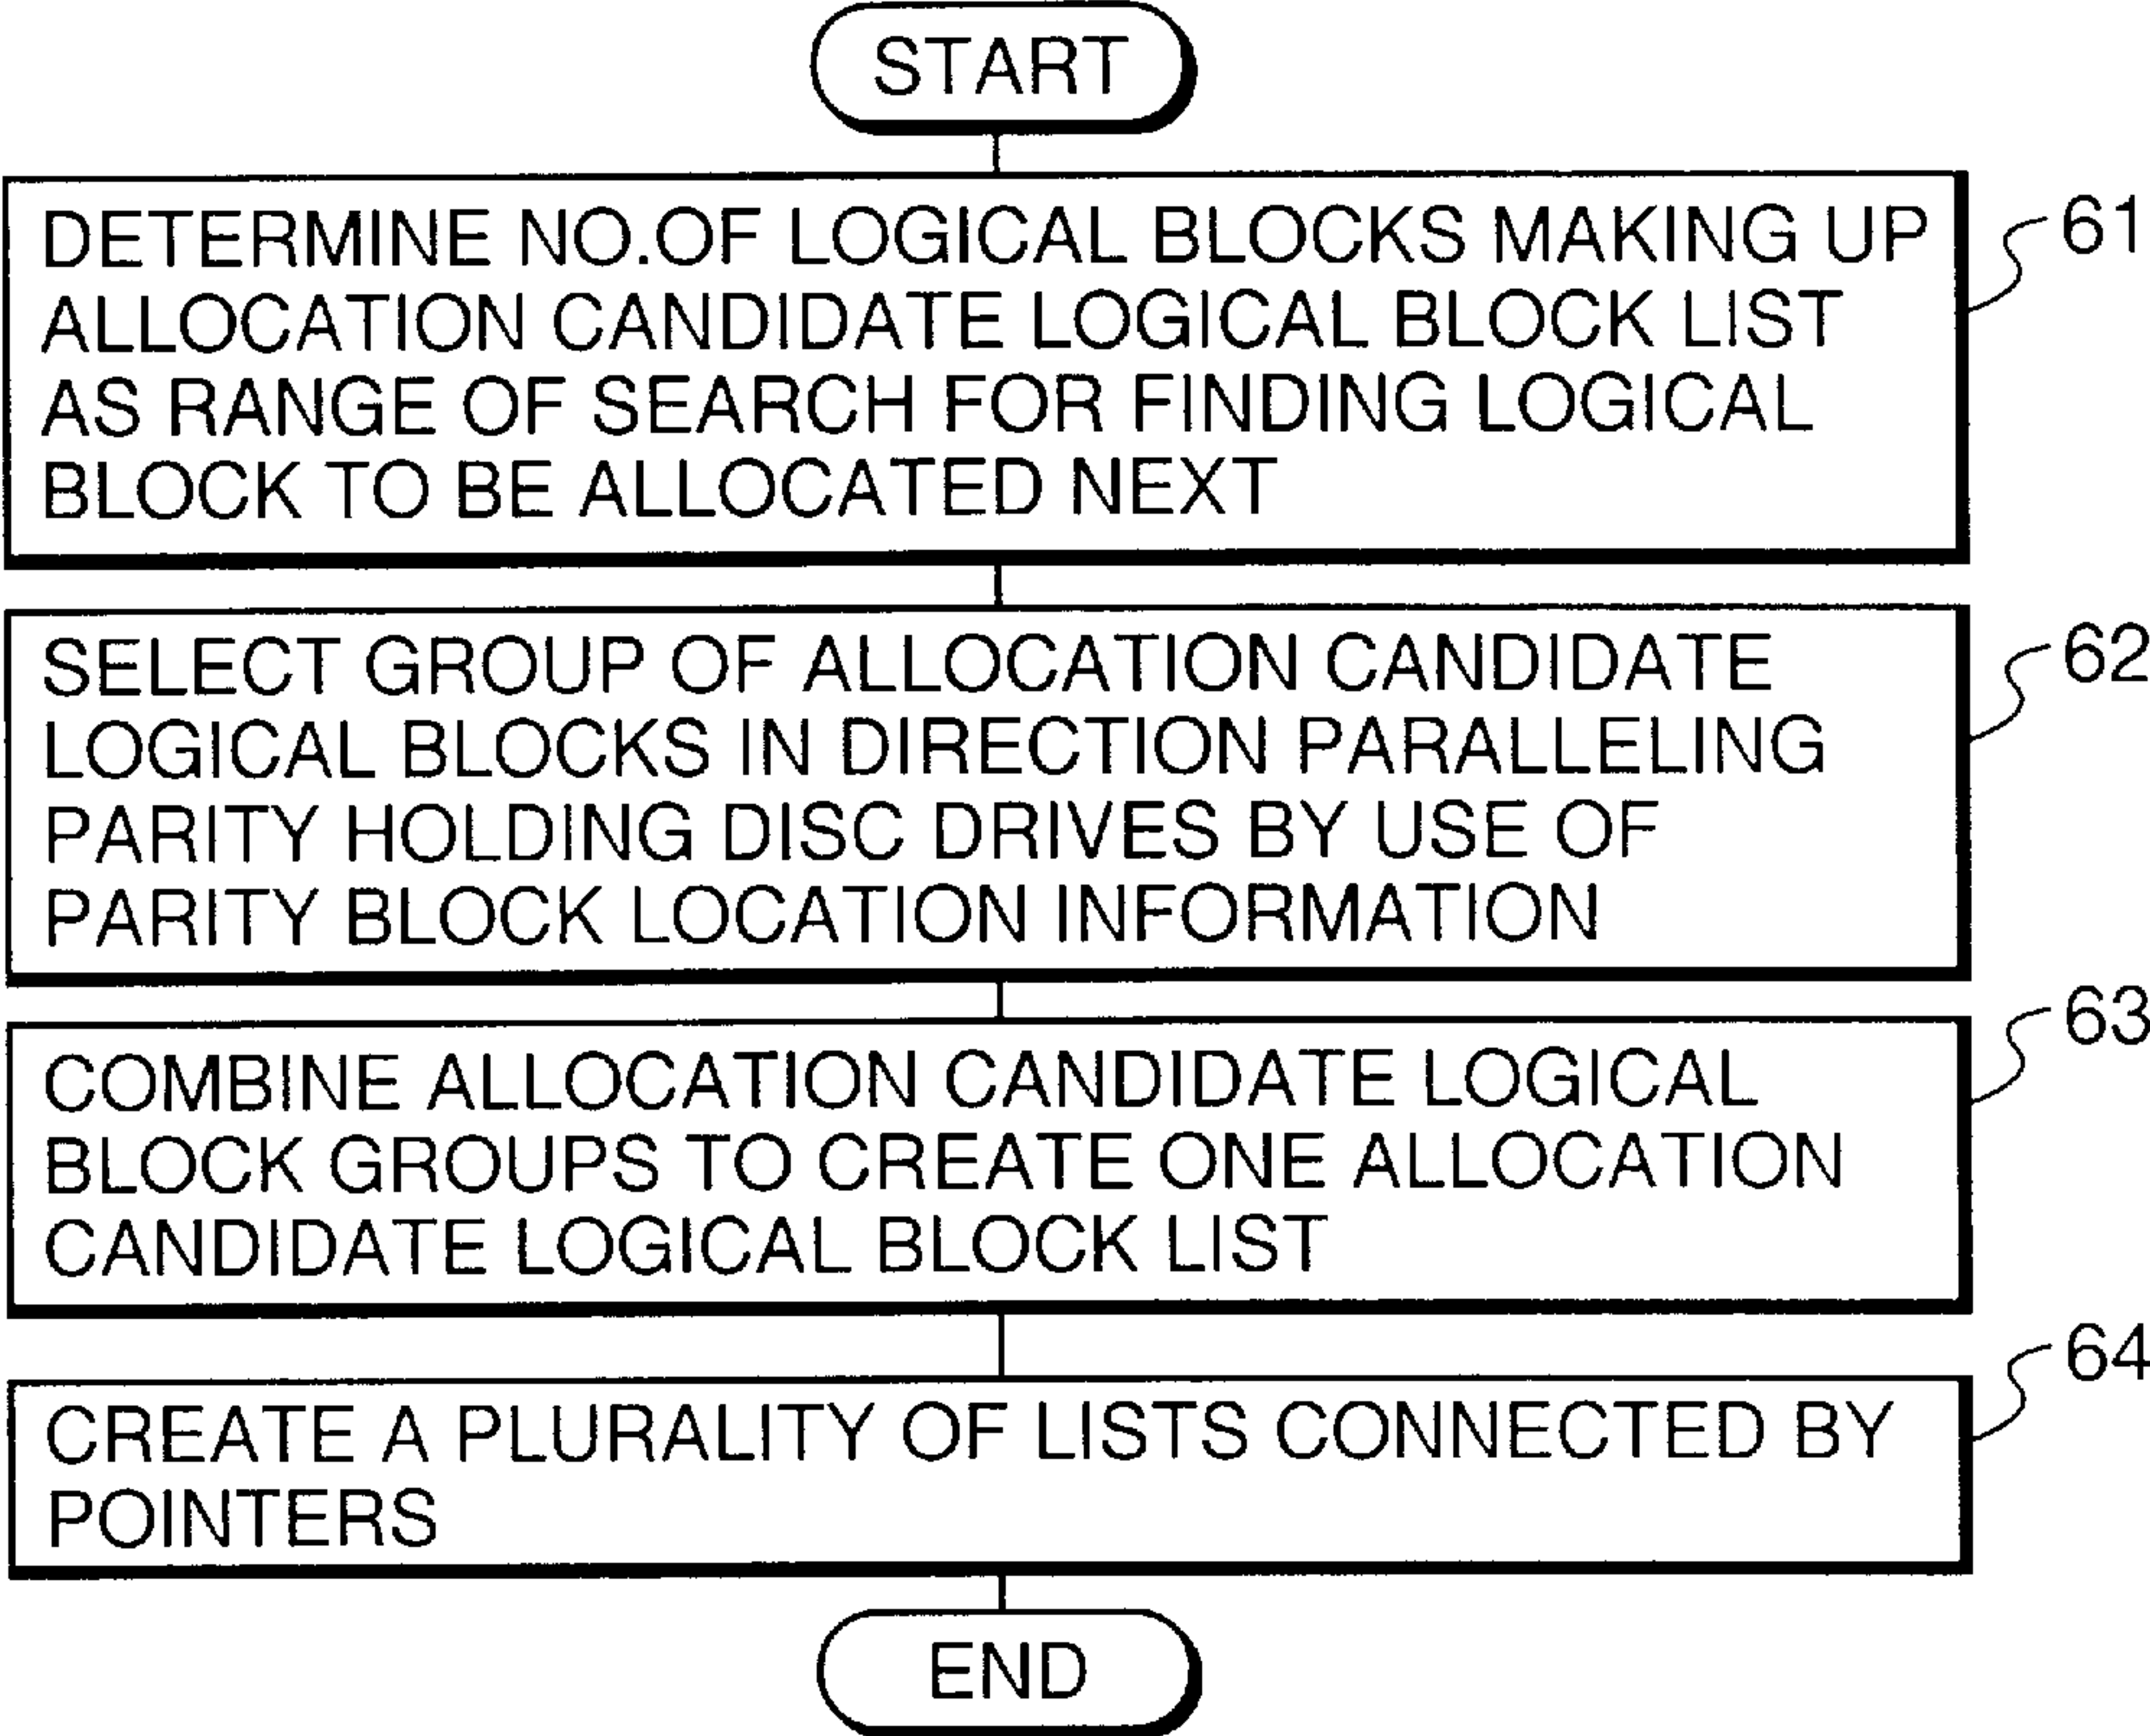 START
DETERMINE NO.OF LOGICAL BLOCKS MAKING UP
ALLOCATION CANDIDATE LOGICAL BLOCK LIST
AS RANGE OF SEARCH FOR FINDING LOGICAL
BLOCK TO BE ALLOCATED NEXT
61
SELECT GROUP OF ALLOCATION CANDIDATE
LOGICAL BLOCKS IN DIRECTION PARALLELING
PARITY HOLDING DISC DRIVES BY USE OF
PARITY BLOCK LOCATION INFORMATION
62
COMBINE ALLOCATION CANDIDATE LOGICAL
BLOCK GROUPS TO CREATE ONE ALLOCATION
CANDIDATE LOGICAL BLOCK LIST
63
CREATE A PLURALITY OF LISTS CONNECTED BY
POINTERS
64
END